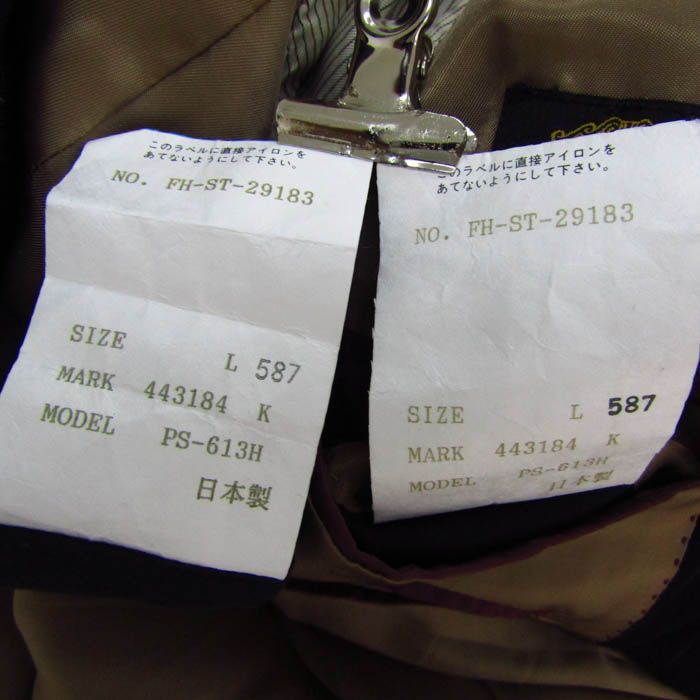 このラベルに直接アイロンを
あてないようにして下さい。
NO. FH-ST-29183
SIZE L 587
MARK 443184 K
MODEL PS-613H
日本製
このラベルに直接アイロンを
あてないようにして下さい。
NO. FH-ST-29183
SIZE L 587
MARK 443184 K
MODEL PS-613H
日本製